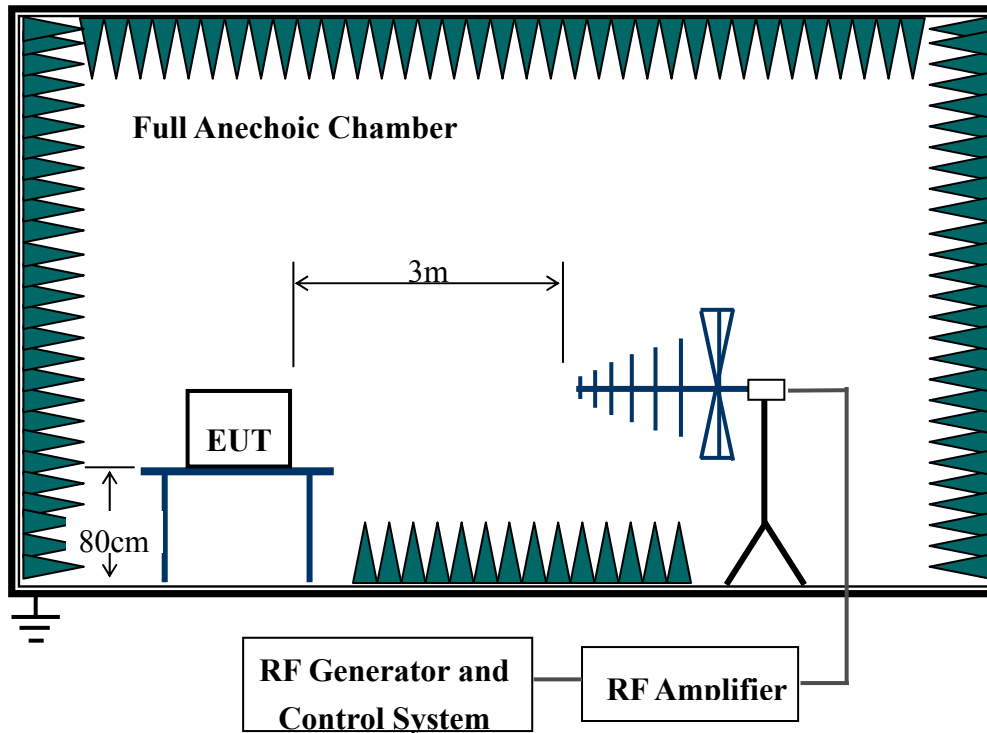 Full Anechoic Chamber
3m
EUT
80cm
RF Generator and
Control System
RF Amplifier